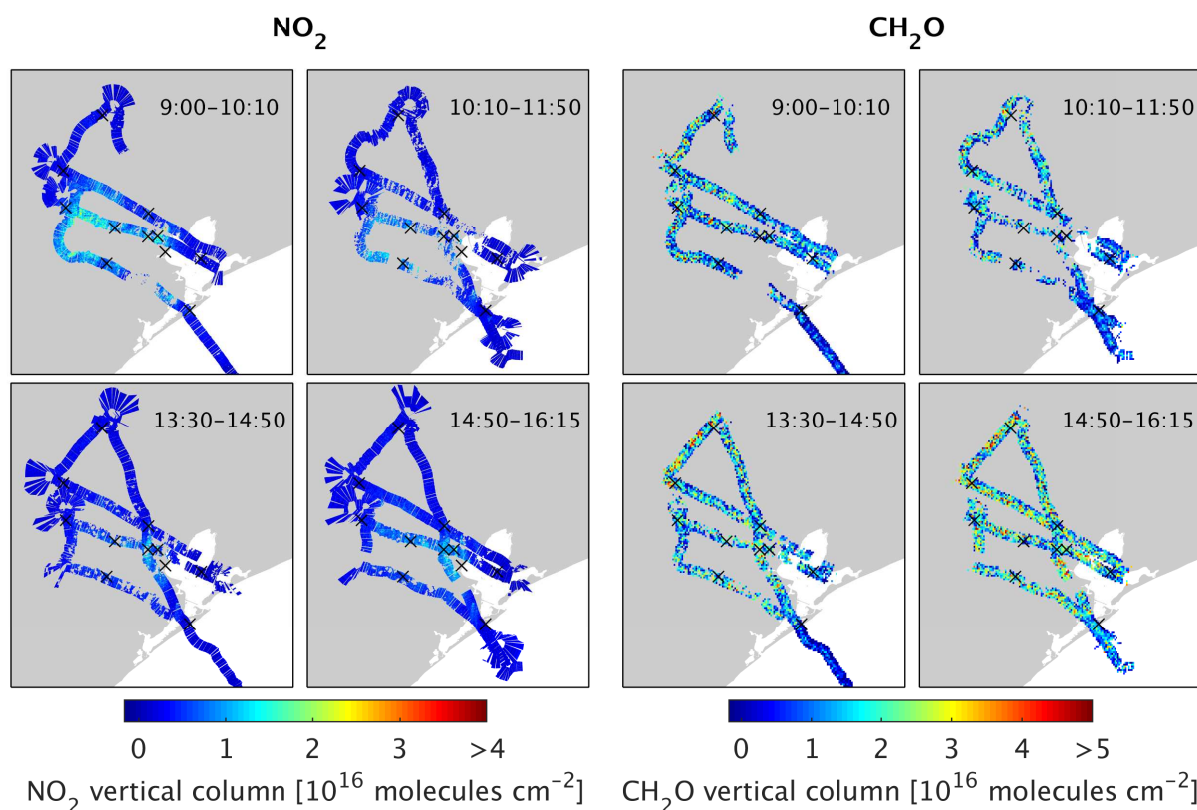 NO2 CH2O
9:00−10:10 10:10−11:50 9:00−10:10 10:10−11:50
13:30−14:50 14:50−16:15 13:30−14:50 14:50−16:15
0 1 2 3 >4 0 1 2 3 4 >5
NO2 vertical column [10^16 molecules cm^−2] CH2O vertical column [10^16 molecules cm^−2]